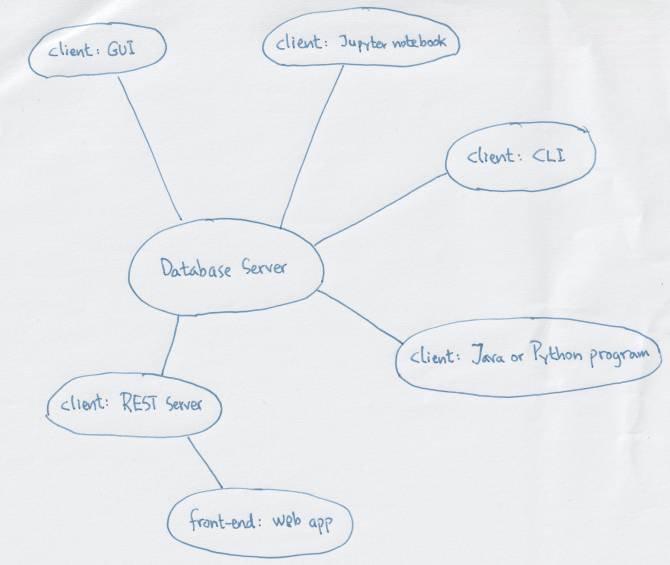 client: GUI
client: Jupyter notebook
client: CLI
Database Server
client: Java or Python program
client: REST Server
front-end: web app